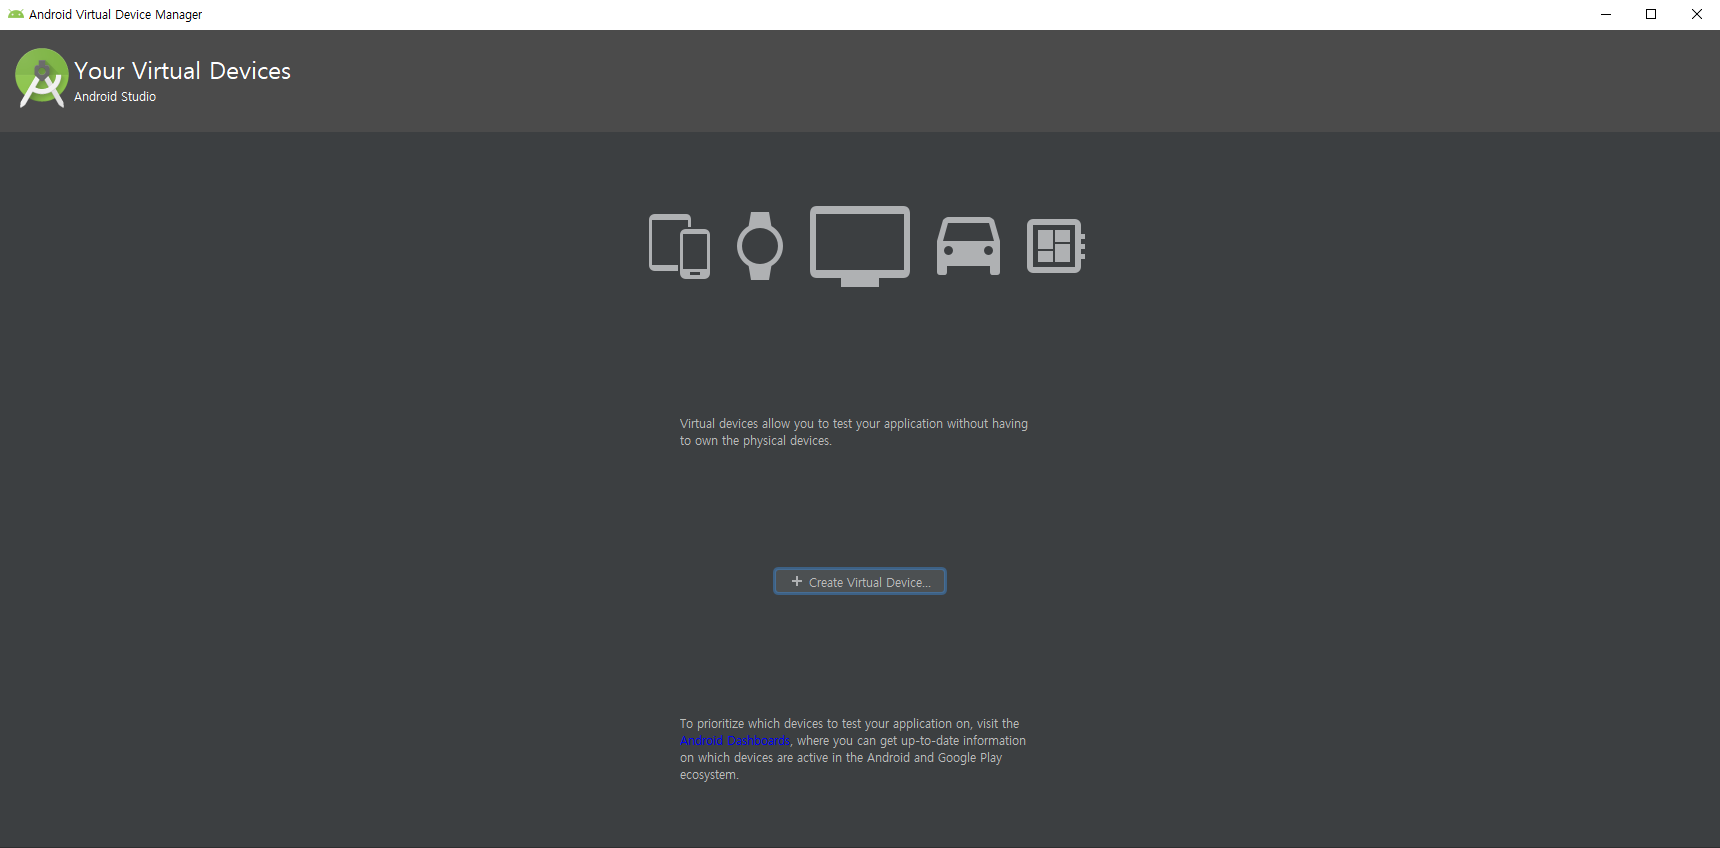 Android Virtual Device Manager
Your Virtual Devices
Android Studio
Virtual devices allow you to test your application without having
to own the physical devices.
+ Create Virtual Device...
To prioritize which devices to test your application on, visit the
Android Dashboards, where you can get up-to-date information
on which devices are active in the Android and Google Play
ecosystem.